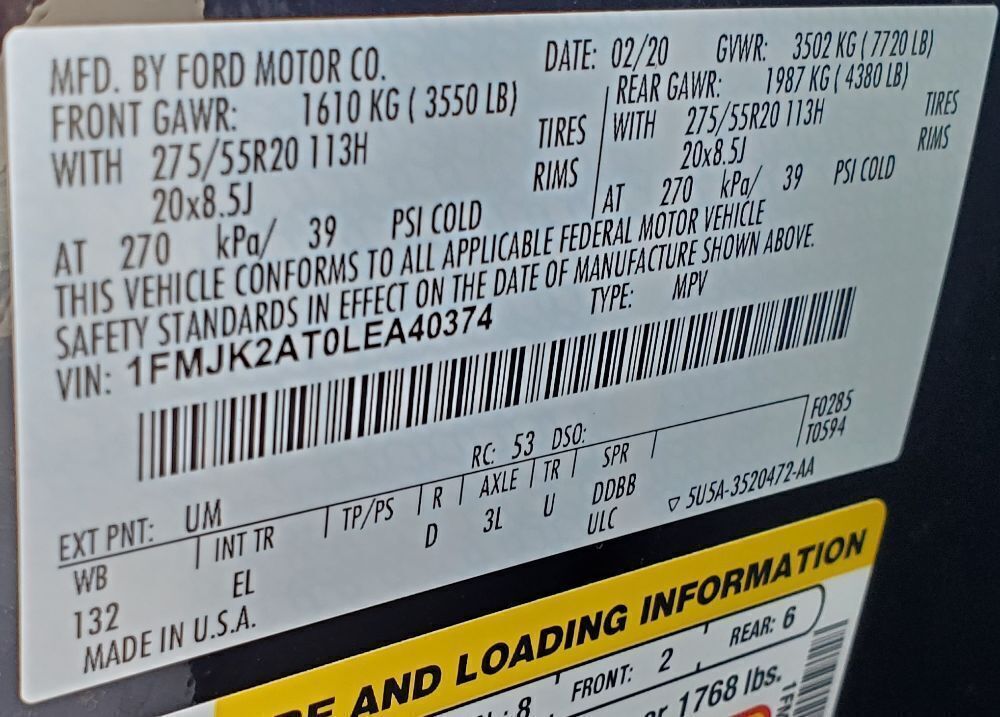 MFD. BY FORD MOTOR CO. DATE: 02/20 GVWR: 3502 KG ( 7720 LB)
FRONT GAWR: 1610 KG ( 3550 LB) REAR GAWR: 1987 KG ( 4380 LB)
WITH 275/55R20 113H TIRES WITH 275/55R20 113H TIRES
20x8.5J RIMS 20x8.5J RIMS
AT 270 kPa/ 39 PSI COLD AT 270 kPa/ 39 PSI COLD
THIS VEHICLE CONFORMS TO ALL APPLICABLE FEDERAL MOTOR VEHICLE
SAFETY STANDARDS IN EFFECT ON THE DATE OF MANUFACTURE SHOWN ABOVE.
VIN: 1FMJK2AT0LEA40374 TYPE: MPV
F0285
T0594
EXT PNT: UM RC: 53 DSO:
WB INT TR TP/PS R AXLE TR SPR
132 EL D 3L U DDBB
ULC ▽ 5U5A-3520472-AA
MADE IN U.S.A.
AND LOADING INFORMATION
8 FRONT: 2 REAR: 6
1768 lbs.